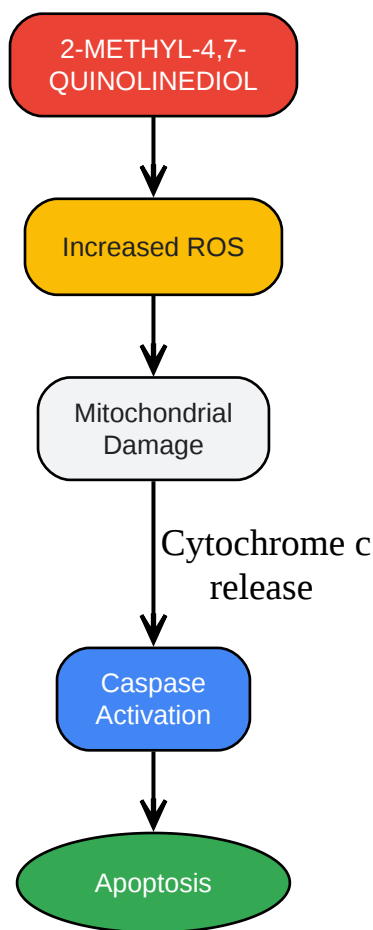 2-METHYL-4,7-
QUINOLINEDIOL
Increased ROS
Mitochondrial
Damage
Cytochrome c
release
Caspase
Activation
Apoptosis